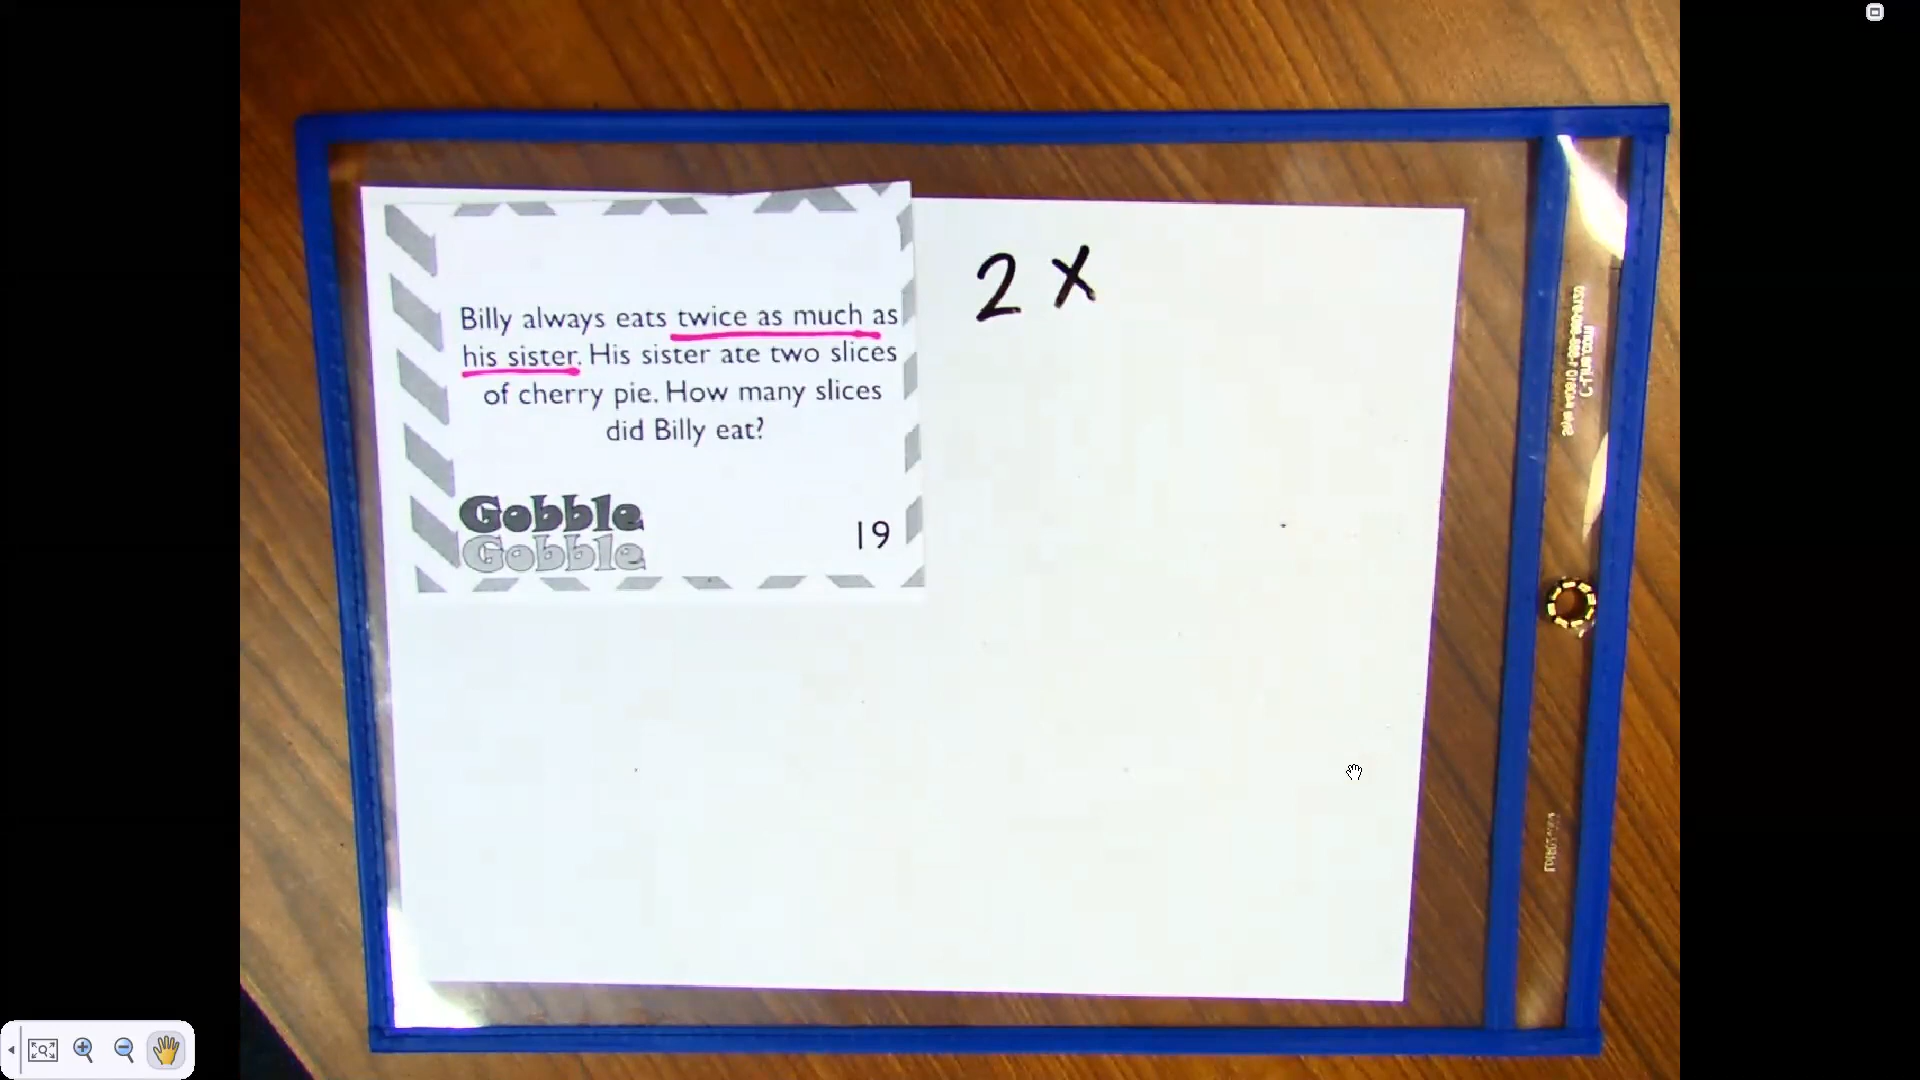 Billy always eats twice as much as
his sister. His sister ate two slices
of cherry pie. How many slices
did Billy eat?
Gobble
Gobble
19
2 x